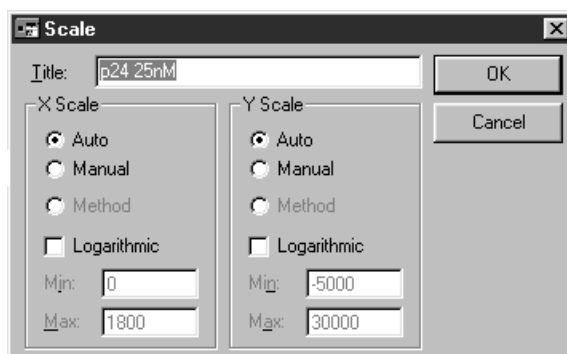 Scale
Title: p24 25nM
OK
Cancel
X Scale
Auto
Manual
Method
Logarithmic
Min: 0
Max: 1800
Y Scale
Auto
Manual
Method
Logarithmic
Min: -5000
Max: 30000